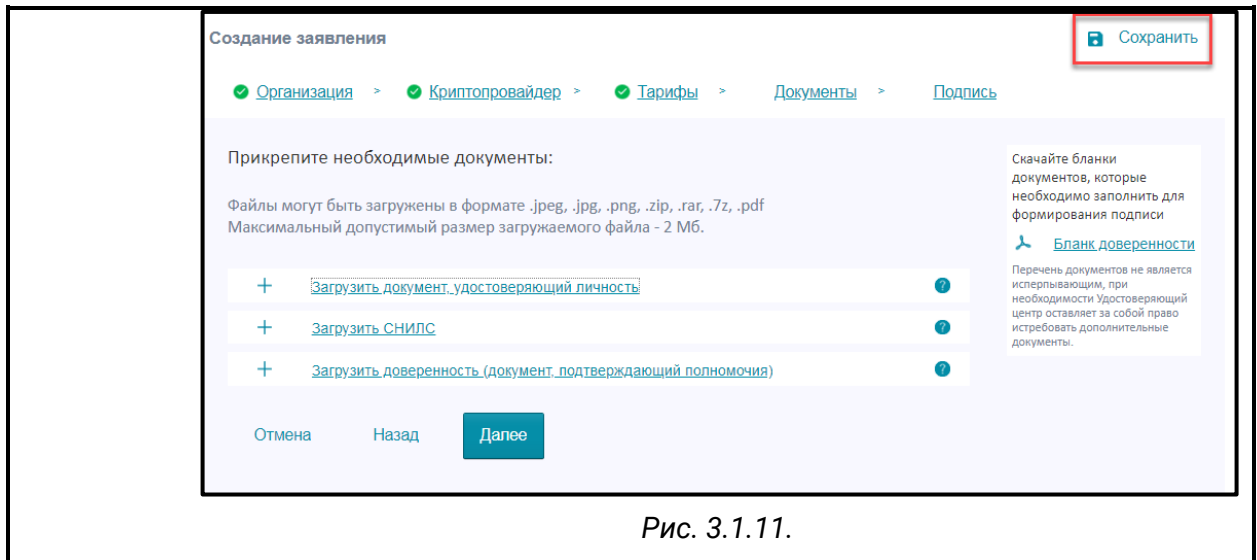 Создание заявления
Сохранить
Организация > Криптопровайдер > Тарифы > Документы > Подпись
Прикрепите необходимые документы:
Файлы могут быть загружены в формате .jpeg, .jpg, .png, .zip, .rar, .7z, .pdf
Максимальный допустимый размер загружаемого файла - 2 Мб.
+ Загрузить документ, удостоверяющий личность ?
+ Загрузить СНИЛС ?
+ Загрузить доверенность (документ, подтверждающий полномочия) ?
Отмена Назад Далее
Скачайте бланки
документов, которые
необходимо заполнить для
формирования подписи
Бланк доверенности
Перечень документов не является
исперпывающим, при
необходимости Удостоверяющий
центр оставляет за собой право
истребовать дополнительные
документы.
Рис. 3.1.11.